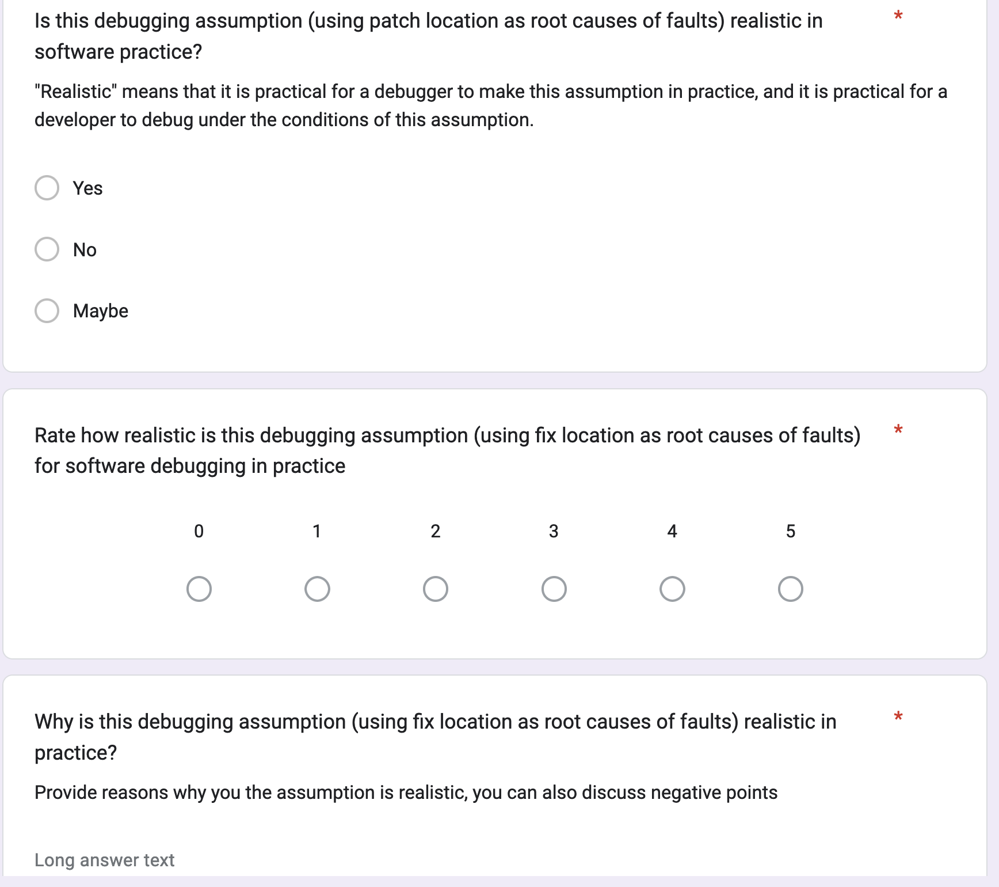 Is this debugging assumption (using patch location as root causes of faults) realistic in *
software practice?
"Realistic" means that it is practical for a debugger to make this assumption in practice, and it is practical for a
developer to debug under the conditions of this assumption.
Yes
No
Maybe
Rate how realistic is this debugging assumption (using fix location as root causes of faults) *
for software debugging in practice
0 1 2 3 4 5
Why is this debugging assumption (using fix location as root causes of faults) realistic in *
practice?
Provide reasons why you the assumption is realistic, you can also discuss negative points
Long answer text